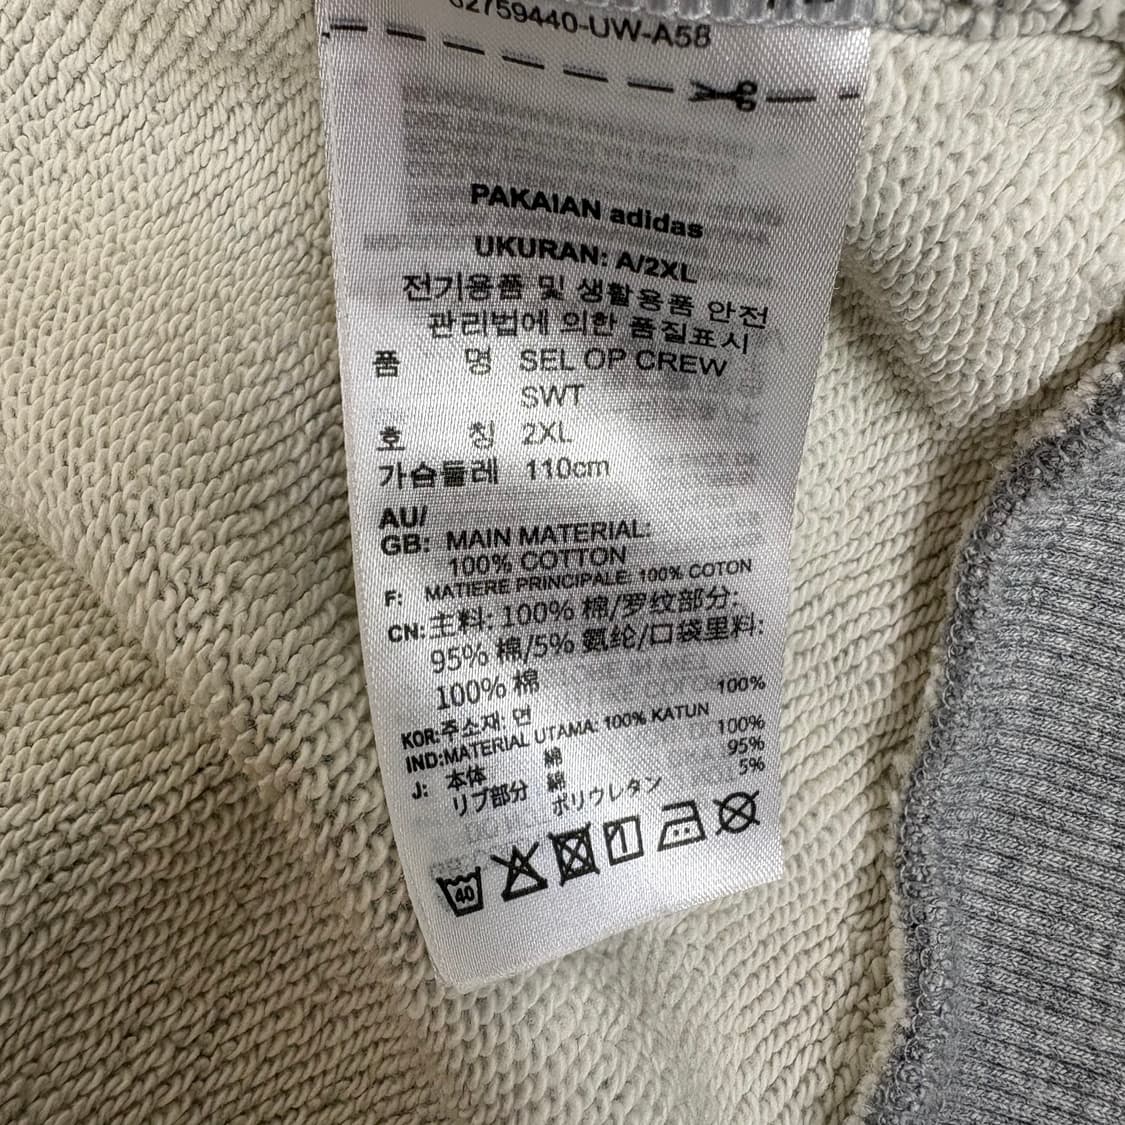 62759440-UW-A58
PAKAIAN adidas
UKURAN: A/2XL
전기용품 및 생활용품 안전
관리법에 의한 품질표시
품 명 SEL OP CREW
SWT
호 칭 2XL
가슴둘레 110cm
AU/
GB: MAIN MATERIAL:
100% COTTON
F: MATIERE PRINCIPALE: 100% COTON
CN: 主料: 100% 棉/罗纹部分:
95% 棉/5% 氨纶/口袋里料:
100% 棉
KOR: 주소재: 면 100%
IND: MATERIAL UTAMA: 100% KATUN
J: 本体 綿 100%
リブ部分 綿 95%
ポリウレタン 5%
40